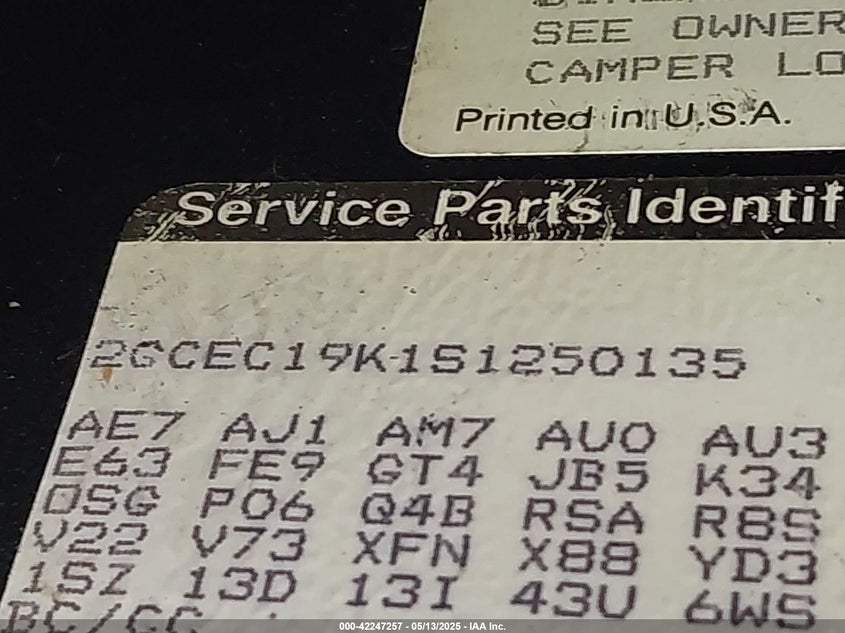 SEE OWNER
CAMPER LO
Printed in U.S.A.
Service Parts Identif
2GCEC19K1S1250135
AE7 AJ1 AM7 AU0 AU3
E63 FE9 GT4 JB5 K34
DSG P06 Q4B RSA R8S
V22 V73 XFN X88 YD3
1SZ 13D 13I 43U 6WS
BC/CC
000-42247257 - 05/13/2025 - IAA Inc.